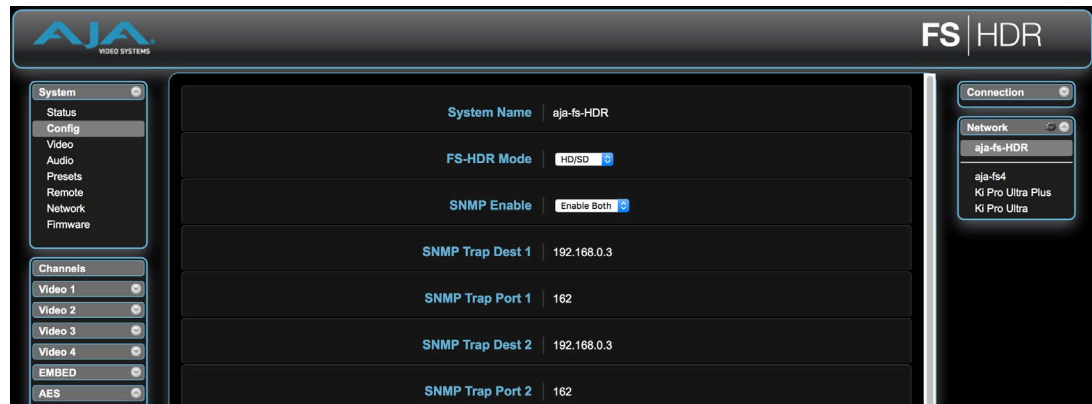 AJA
VIDEO SYSTEMS
FS|HDR
System
Status
Config
Video
Audio
Presets
Remote
Network
Firmware
Channels
Video 1
Video 2
Video 3
Video 4
EMBED
AES
System Name aja-fs-HDR
FS-HDR Mode HD/SD
SNMP Enable Enable Both
SNMP Trap Dest 1 192.168.0.3
SNMP Trap Port 1 162
SNMP Trap Dest 2 192.168.0.3
SNMP Trap Port 2 162
Connection
Network
aja-fs-HDR
aja-fs4
Ki Pro Ultra Plus
Ki Pro Ultra